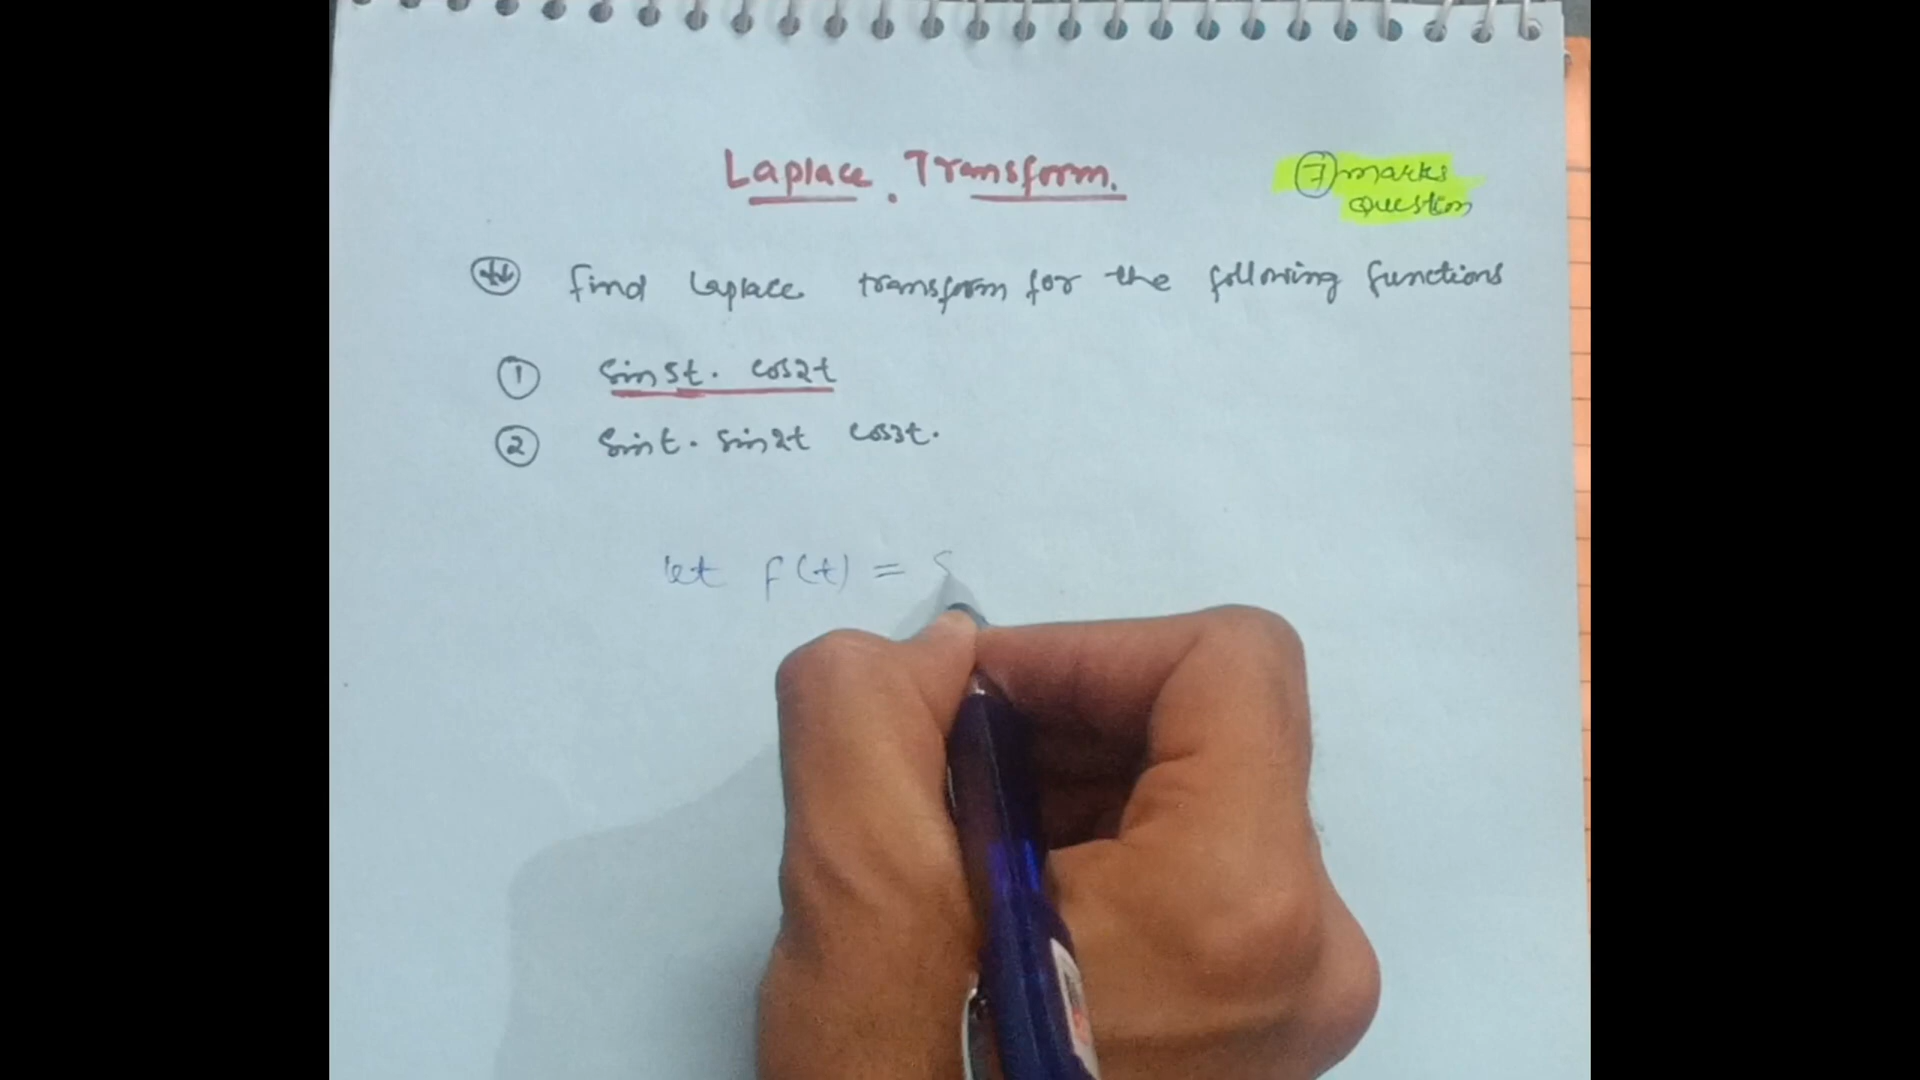 Laplace Transform.
7 marks
question
find Laplace transform for the following functions
1 sin5t. cos2t
2 sint. sin2t cos3t.
let f(t) = S